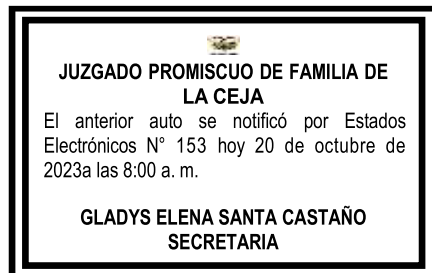 JUZGADO PROMISCUO DE FAMILIA DE
LA CEJA
El anterior auto se notificó por Estados
Electrónicos N° 153 hoy 20 de octubre de
2023a las 8:00 a. m.
GLADYS ELENA SANTA CASTAÑO
SECRETARIA